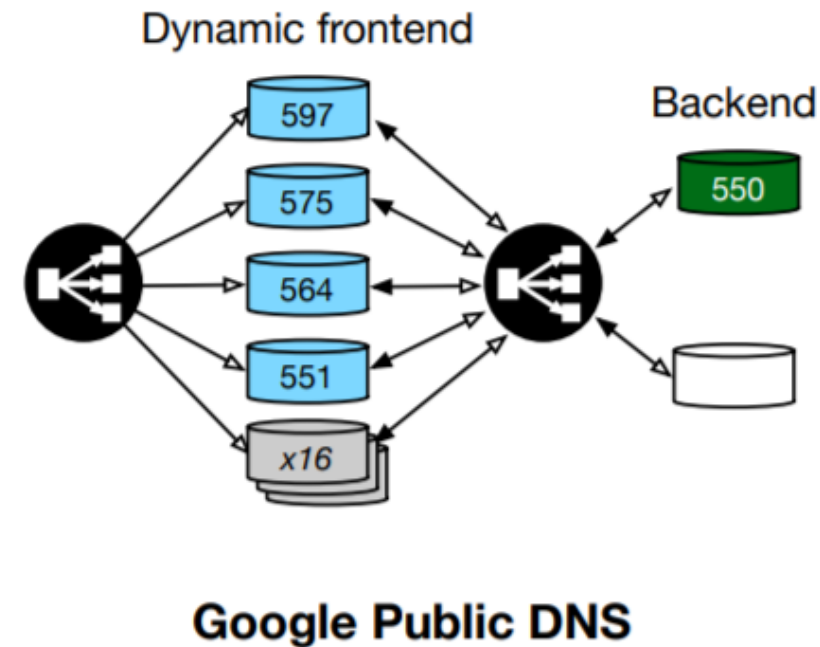 Dynamic frontend
597
Backend
575
550
564
551
x16
Google Public DNS